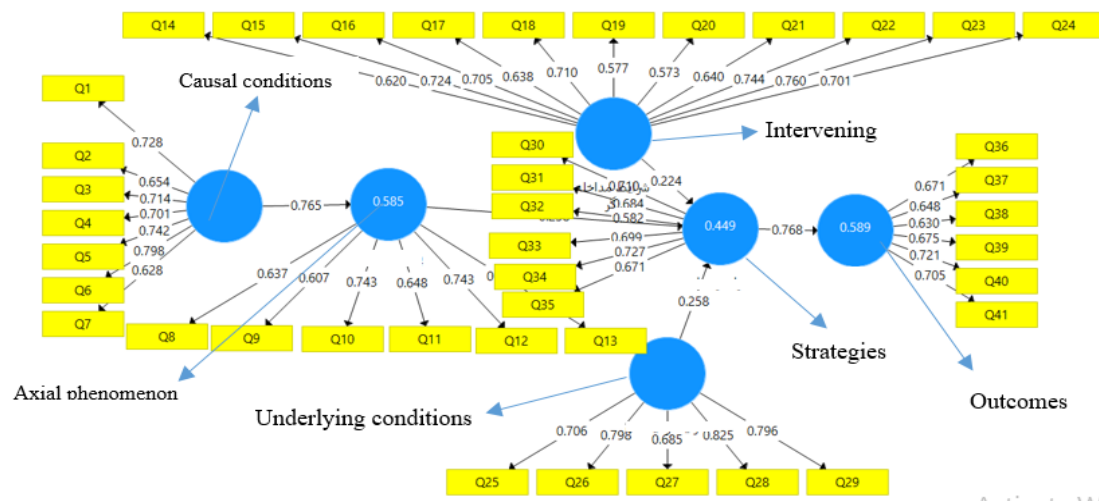 Q14 Q15 Q16 Q17 Q18 Q19 Q20 Q21 Q22 Q23 Q24
0.620 0.724 0.705 0.638 0.710 0.577 0.573 0.640 0.744 0.760 0.701
Causal conditions
Intervening
Q1
Q2
Q3
Q4
Q5
Q6
Q7
0.728
0.654
0.714
0.701
0.742
0.798
0.628
0.765
0.585
0.637
0.607
0.743
0.648
0.743
Q8 Q9 Q10 Q11 Q12 Q13
Q30
Q31
Q32
Q33
Q34
Q35
0.710
0.684
0.582
0.699
0.727
0.671
شرایط مداخله
گر
0.224
0.449
0.768
0.589
0.258
Q36
Q37
Q38
Q39
Q40
Q41
0.671
0.648
0.630
0.675
0.721
0.705
Strategies
Outcomes
Axial phenomenon
Underlying conditions
0.706 0.798 0.685 0.825 0.796
Q25 Q26 Q27 Q28 Q29